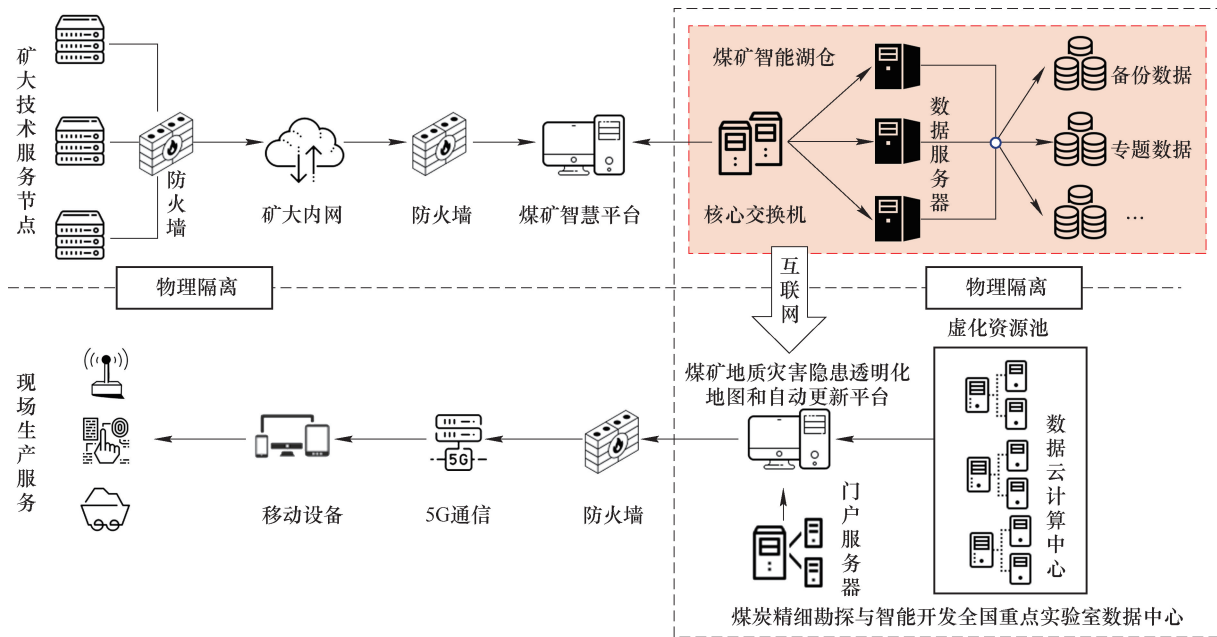 矿大技术服务节点
防火墙
矿大内网
防火墙
煤矿智慧平台
煤矿智能湖仓
核心交换机
数据服务器
备份数据
专题数据
…
物理隔离
互联网
物理隔离
现场生产服务
移动设备
5G
5G通信
防火墙
煤矿地质灾害隐患透明化
地图和自动更新平台
门户服务器
虚化资源池
数据云计算中心
煤炭精细勘探与智能开发全国重点实验室数据中心